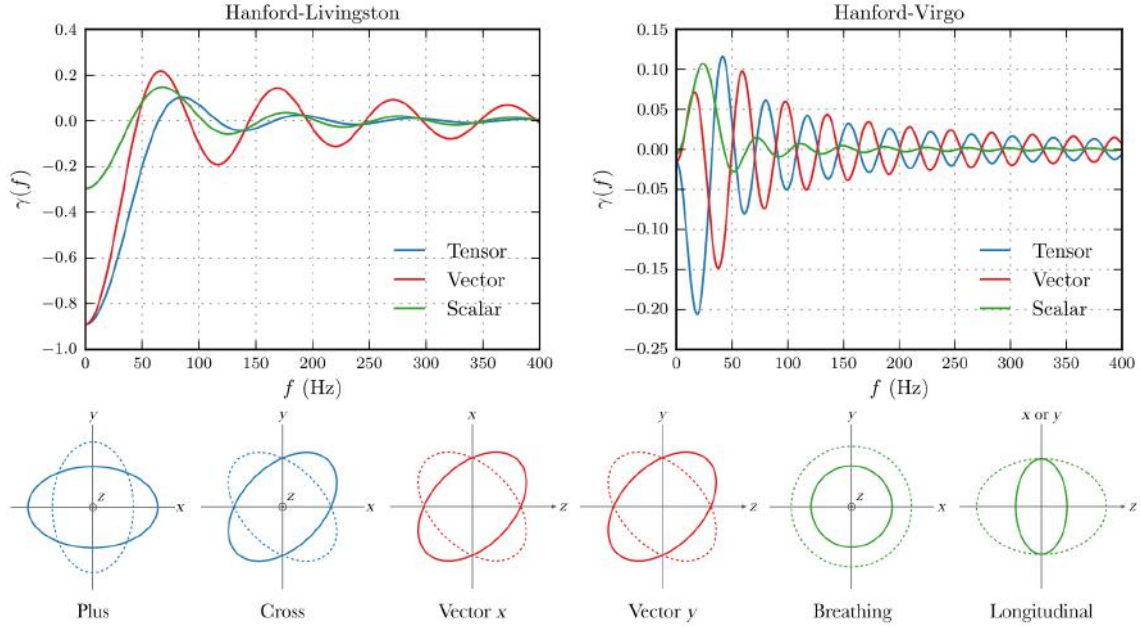 Hanford-Livingston
0.4
0.2
0.0
−0.2
−0.4
−0.6
−0.8
−1.0
γ(f)
Tensor
Vector
Scalar
0 50 100 150 200 250 300 350 400
f (Hz)
Hanford-Virgo
0.15
0.10
0.05
0.00
−0.05
−0.10
−0.15
−0.20
−0.25
γ(f)
Tensor
Vector
Scalar
0 50 100 150 200 250 300 350 400
f (Hz)
y y x y y x or y
z z z z z
x x x z
Plus Cross Vector x Vector y Breathing Longitudinal